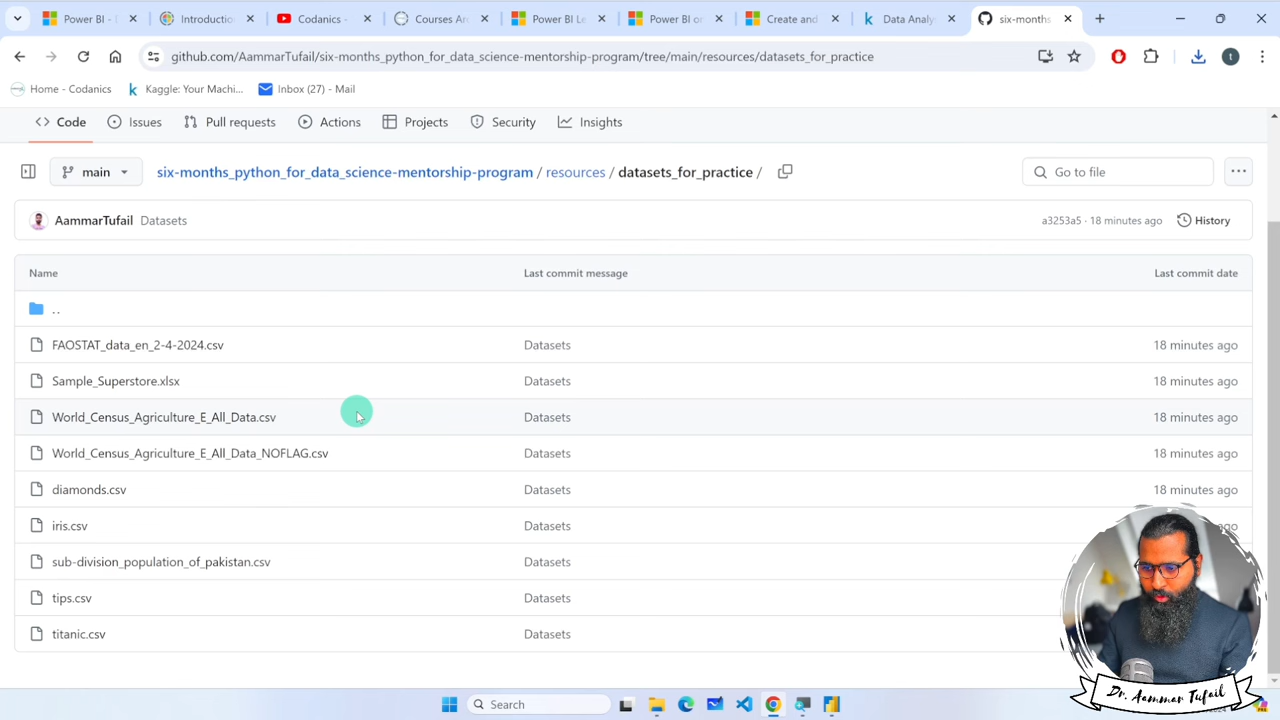 Power BI -
Introductio
Codanics -
Courses Ar
Power BI Le
Power BI or
Create and
Data Analy
six-months
github.com/AammarTufail/six-months_python_for_data_science-mentorship-program/tree/main/resources/datasets_for_practice
t
Home - Codanics
Kaggle: Your Machi...
Inbox (27) - Mail
Code
Issues
Pull requests
Actions
Projects
Security
Insights
main
six-months_python_for_data_science-mentorship-program / resources / datasets_for_practice /
Go to file
AammarTufail Datasets
a3253a5 · 18 minutes ago
History
Name Last commit message Last commit date
..
FAOSTAT_data_en_2-4-2024.csv Datasets 18 minutes ago
Sample_Superstore.xlsx Datasets 18 minutes ago
World_Census_Agriculture_E_All_Data.csv Datasets 18 minutes ago
World_Census_Agriculture_E_All_Data_NOFLAG.csv Datasets 18 minutes ago
diamonds.csv Datasets 18 minutes ago
iris.csv Datasets ago
sub-division_population_of_pakistan.csv Datasets
tips.csv Datasets
titanic.csv Datasets
Dr. Aammar Tufail
Search